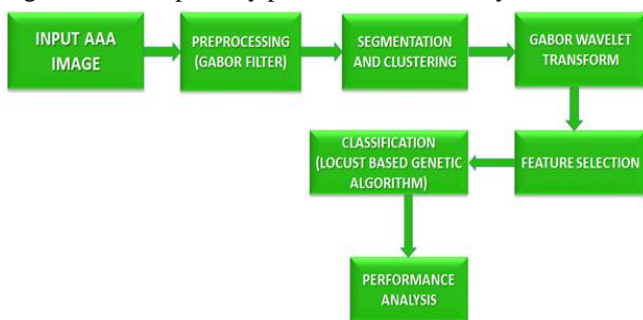 INPUT AAA
IMAGE
PREPROCESSING
(GABOR FILTER)
SEGMENTATION
AND CLUSTERING
GABOR WAVELET
TRANSFORM
FEATURE SELECTION
CLASSIFICATION
(LOCUST BASED GENETIC
ALGORITHM)
PERFORMANCE
ANALYSIS